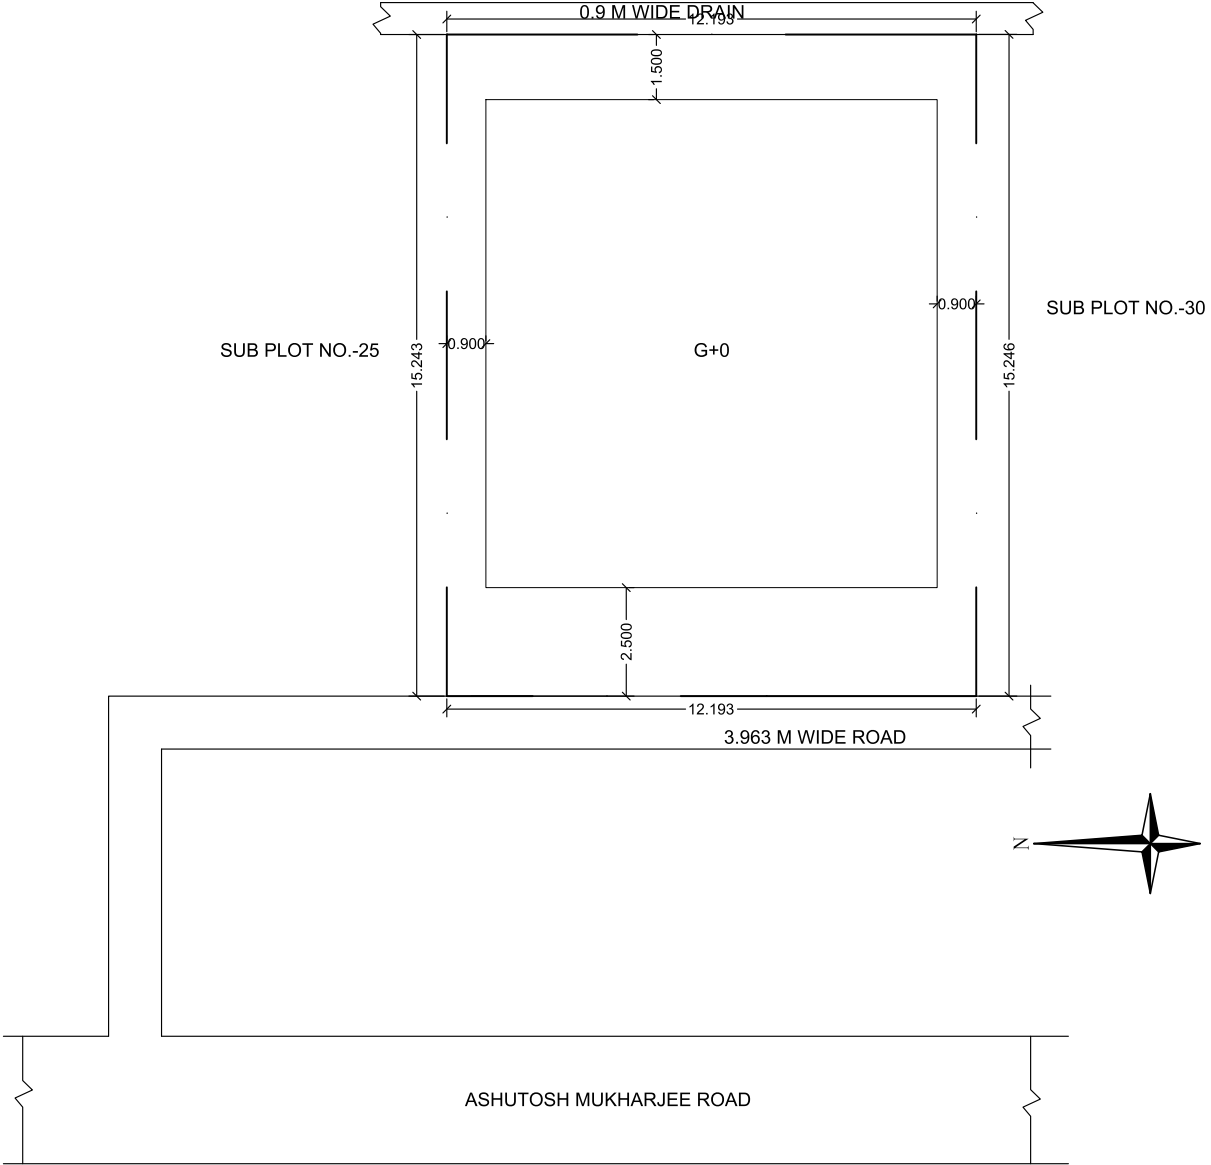 0.9 M WIDE DRAIN
12.193
1.500
SUB PLOT NO.-30
0.900
0.900
SUB PLOT NO.-25
15.243
G+0
15.246
2.500
12.193
3.963 M WIDE ROAD
N
ASHUTOSH MUKHARJEE ROAD